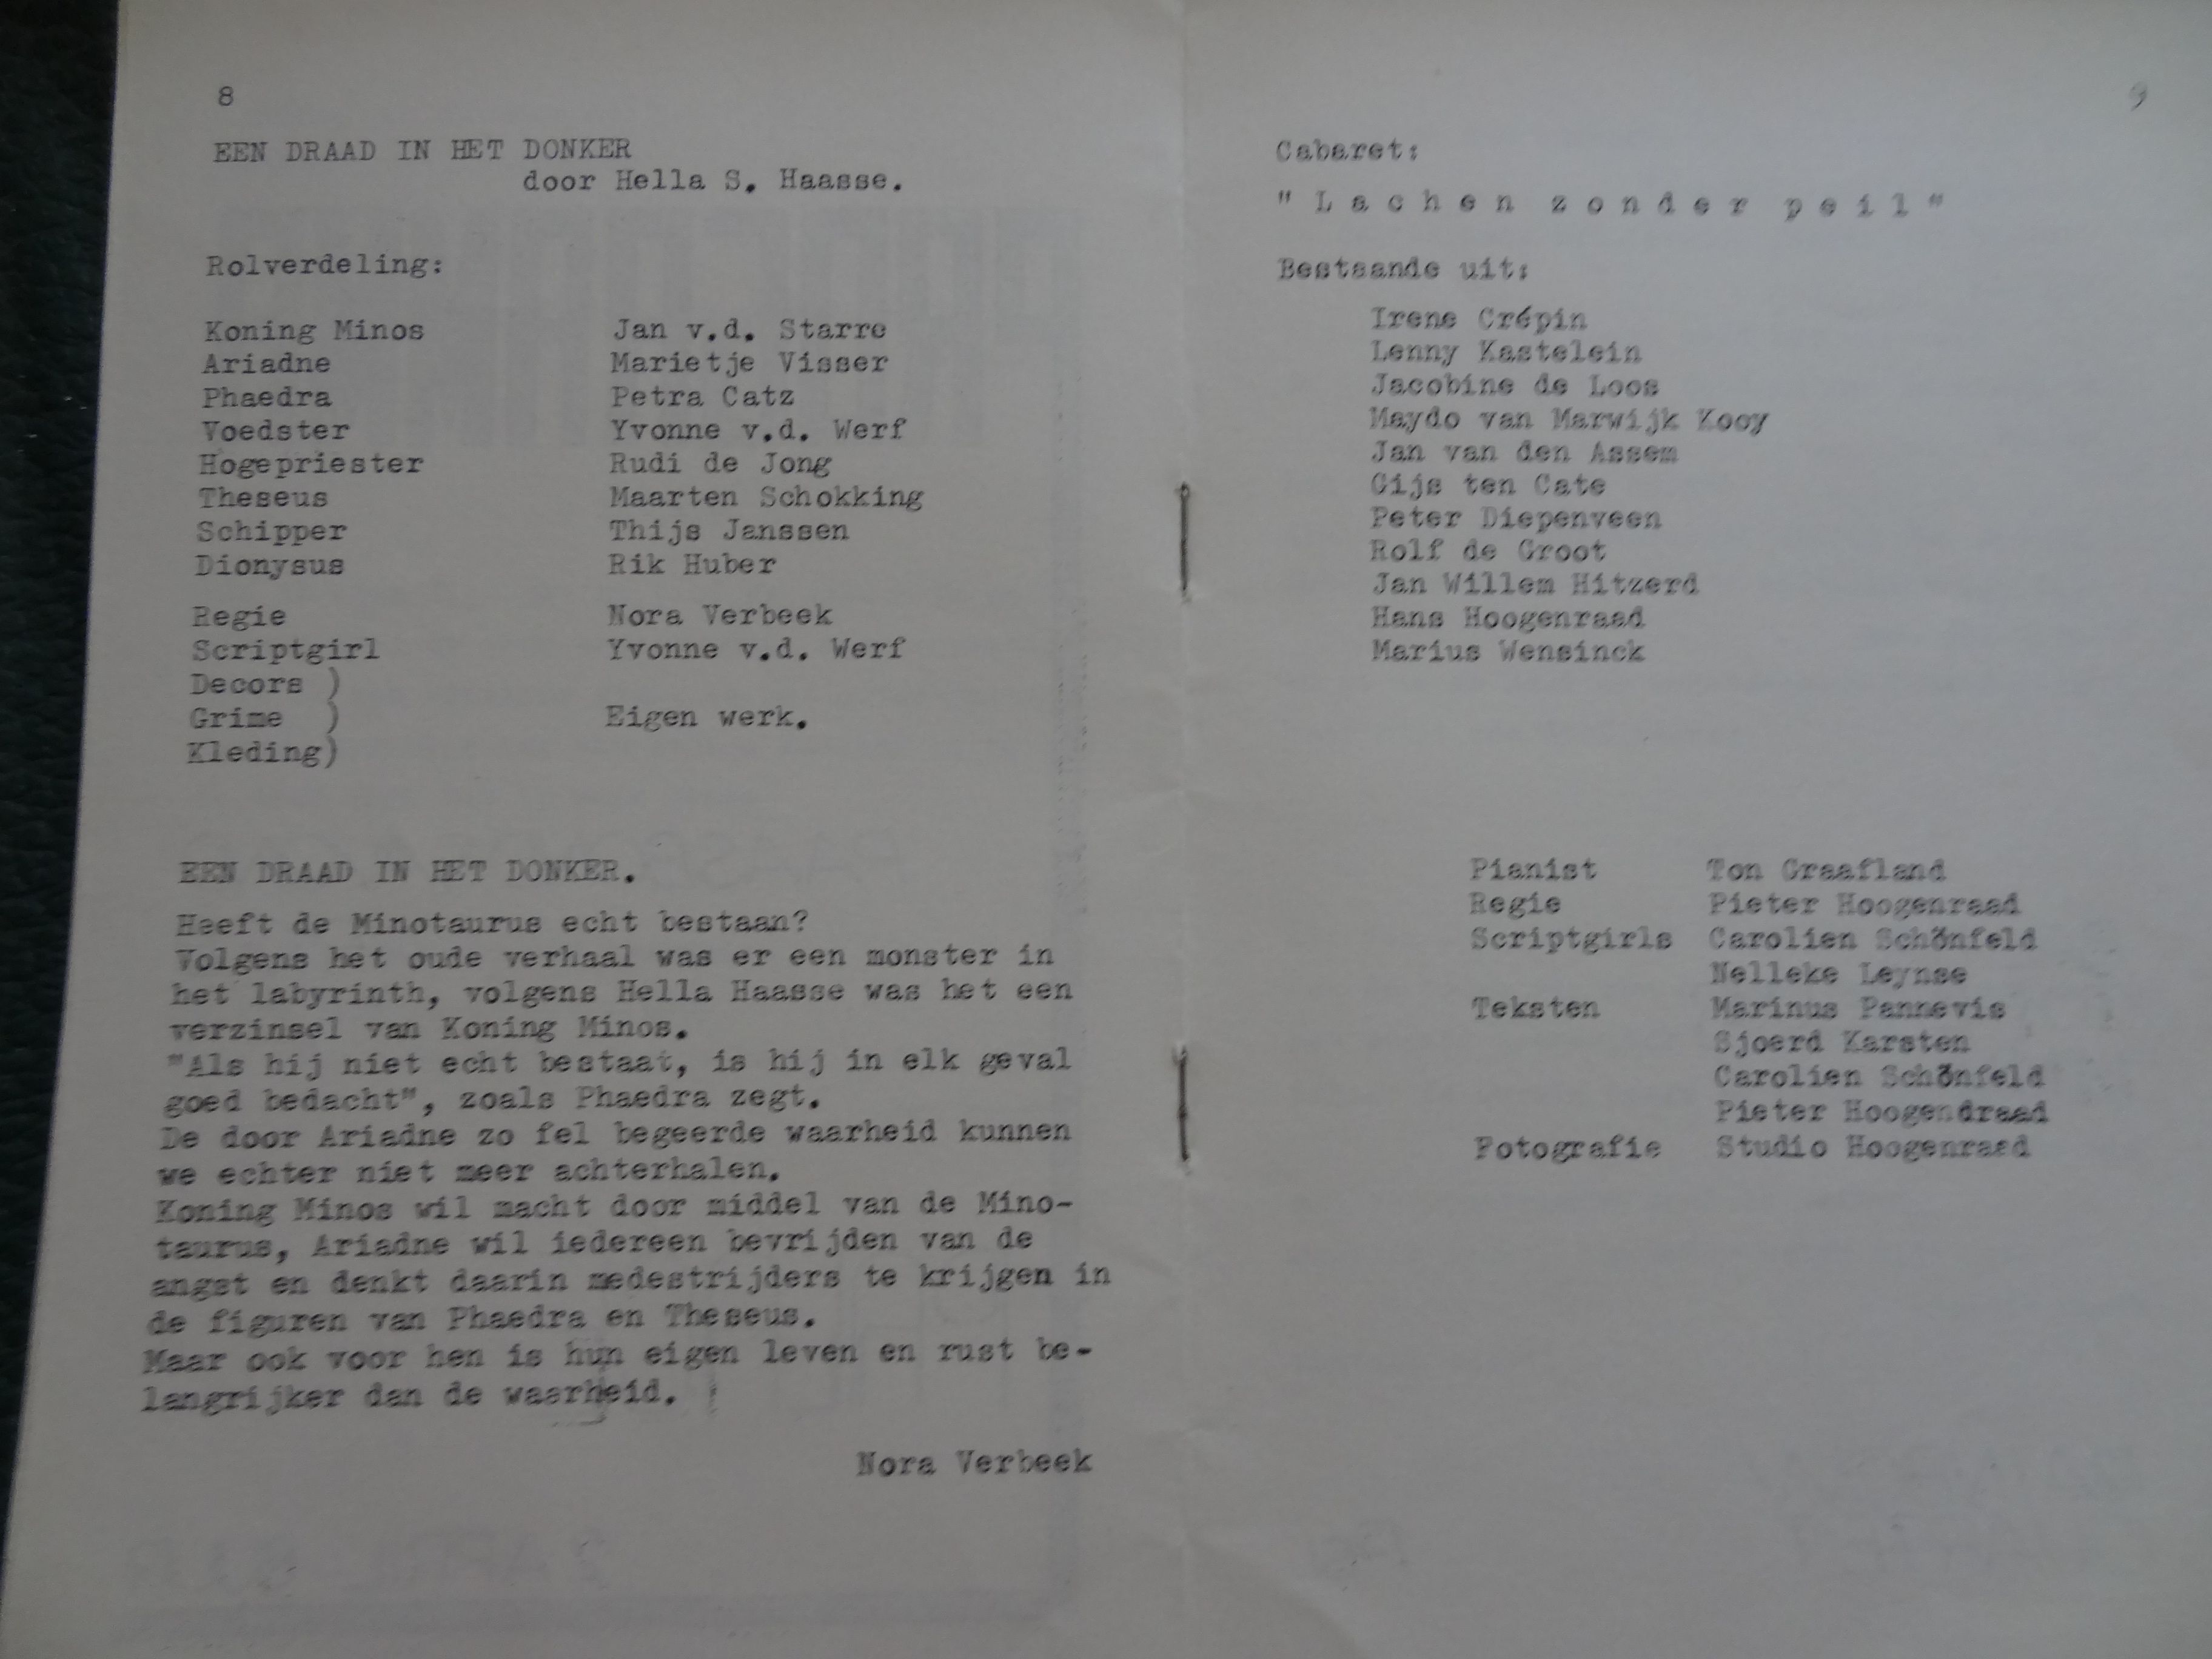 8
EEN DRAAD IN HET DONKER
door Hella S. Haasse.
Rolverdeling:
Koning Minos Jan v.d. Starre
Ariadne Marietje Visser
Phaedra Petra Catz
Voedster Yvonne v.d. Werf
Hogepriester Rudi de Jong
Theseus Maarten Schokking
Schipper Thijs Janssen
Dionysus Rik Huber
Regie Nora Verbeek
Scriptgirl Yvonne v.d. Werf
Decors )
Grime ) Eigen werk.
Kleding)
EEN DRAAD IN HET DONKER.
Heeft de Minotaurus echt bestaan?
Volgens het oude verhaal was er een monster in
het labyrinth, volgens Hella Haasse was het een
verzinsel van Koning Minos.
"Als hij niet echt bestaat, is hij in elk geval
goed bedacht", zoals Phaedra zegt.
De door Ariadne zo fel begeerde waarheid kunnen
we echter niet meer achterhalen.
Koning Minos wil macht door middel van de Mino-
taurus, Ariadne wil iedereen bevrijden van de
angst en denkt daarin medestrijders te krijgen in
de figuren van Phaedra en Theseus.
Maar ook voor hen is hun eigen leven en rust be-
langrijker dan de waarheid.
Nora Verbeek
9
Cabaret:
"Lachen zonder peil"
Bestaande uit:
Irene Crépin
Lenny Kastelein
Jacobine de Loos
Maydo van Marwijk Kooy
Jan van den Assem
Gijs ten Cate
Peter Diepenveen
Rolf de Groot
Jan Willem Hitzerd
Hans Hoogenraad
Marius Wensinck
Pianist Ton Graafland
Regie Pieter Hoogenraad
Scriptgirls Carolien Schönfeld
Nelleke Leynse
Teksten Marinus Pannevis
Sjoerd Karsten
Carolien Schönfeld
Pieter Hoogendraad
Fotografie Studio Hoogenraad